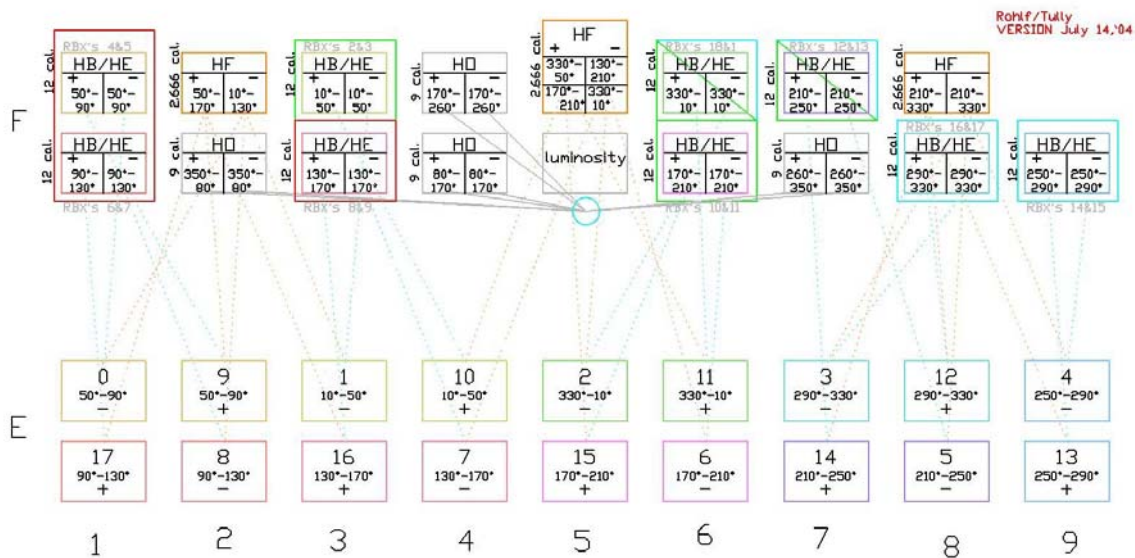 Rohlf/Tully
VERSION July 14,'04
F
12 cal.
RBX's 4&5
HB/HE
+ −
50°− 50°−
90° 90°
2.666 cal.
HF
+ −
50°− 10°−
170° 130°
12 cal.
RBX's 2&3
HB/HE
+ −
10°− 10°−
50° 50°
9 cal.
HO
+ −
170°− 170°−
260° 260°
2.666 cal.
HF
+ −
330°− 130°−
50° 210°
170°− 330°−
210° 10°
12 cal.
RBX's 18&1
HB/HE
+ −
330°− 330°−
10° 10°
12 cal.
RBX's 12&13
HB/HE
+ −
210°− 210°−
250° 250°
2.666 cal.
HF
+ −
210°− 210°−
330° 330°
12 cal.
HB/HE
+ −
90°− 90°−
130° 130°
RBX's 6&7
9 cal.
HO
+ −
350°− 350°−
80° 80°
12 cal.
HB/HE
+ −
130°− 130°−
170° 170°
RBX's 8&9
9 cal.
HO
+ −
80°− 80°−
170° 170°
luminosity
12 cal.
HB/HE
+ −
170°− 170°−
210° 210°
RBX's 10&11
9 cal.
HO
+ −
260°− 260°−
350° 350°
12 cal.
RBX's 16&17
HB/HE
+ −
290°− 290°−
330° 330°
12 cal.
HB/HE
+ −
250°− 250°−
290° 290°
RBX's 14&15
E
0
50°−90°
−
9
50°−90°
+
1
10°−50°
−
10
10°−50°
+
2
330°−10°
−
11
330°−10°
+
3
290°−330°
−
12
290°−330°
+
4
250°−290°
−
17
90°−130°
+
8
90°−130°
−
16
130°−170°
+
7
130°−170°
−
15
170°−210°
+
6
170°−210°
−
14
210°−250°
+
5
210°−250°
−
13
250°−290°
+
1 2 3 4 5 6 7 8 9